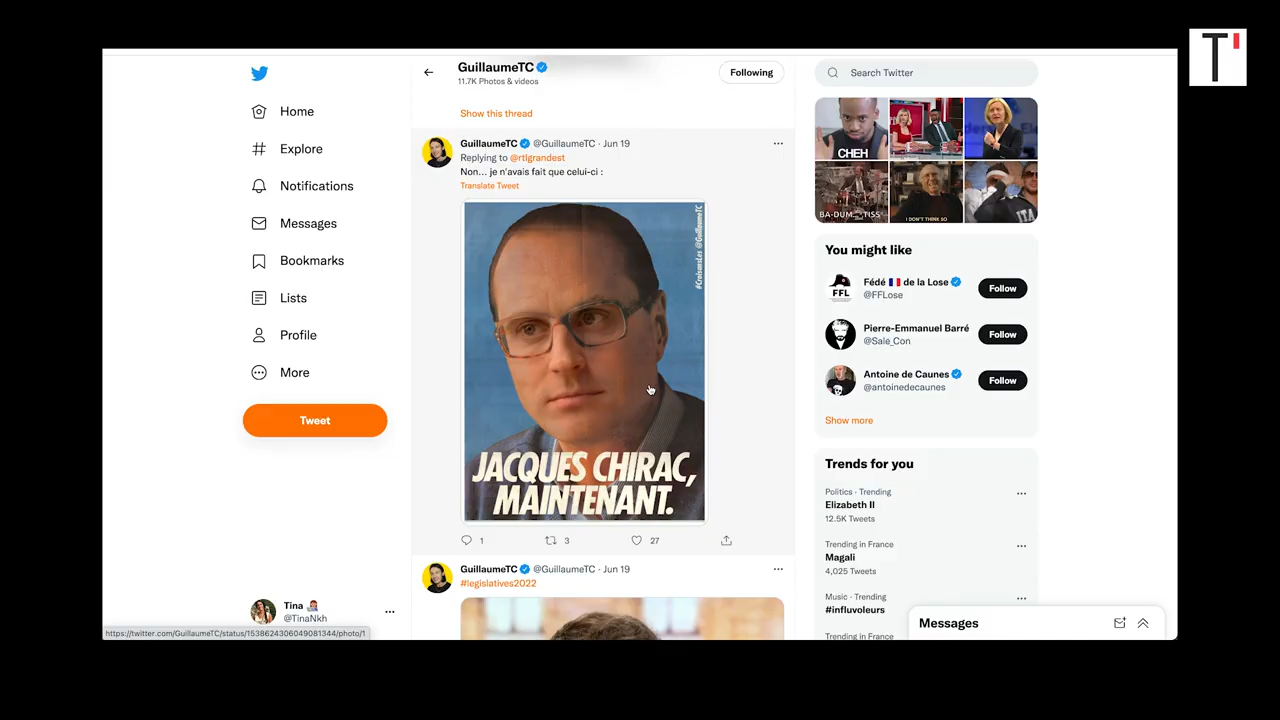 T'
GuillaumeTC
11.7K Photos & videos
Following
Search Twitter
Home
Explore
Notifications
Messages
Bookmarks
Lists
Profile
More
Tweet
Tina
@TinaNkh
https://twitter.com/GuillaumeTC/status/1538624306049081344/photo/1
Show this thread
GuillaumeTC @GuillaumeTC · Jun 19
Replying to @rtlgrandest
Non... je n'avais fait que celui-ci :
Translate Tweet
#CroisonsLes @GuillaumeTC
JACQUES CHIRAC,
MAINTENANT.
1 3 27
GuillaumeTC @GuillaumeTC · Jun 19
#legislatives2022
CHEH
BA-DUM... TISS
I DON'T THINK SO
ITA
You might like
FFL
Fédé de la Lose
@FFLose
Follow
Pierre-Emmanuel Barré
@Sale_Con
Follow
Antoine de Caunes
@antoinedecaunes
Follow
Show more
Trends for you
Politics · Trending
Elizabeth II
12.5K Tweets
Trending in France
Magali
4,025 Tweets
Music · Trending
#influvoleurs
Trending in France
Messages